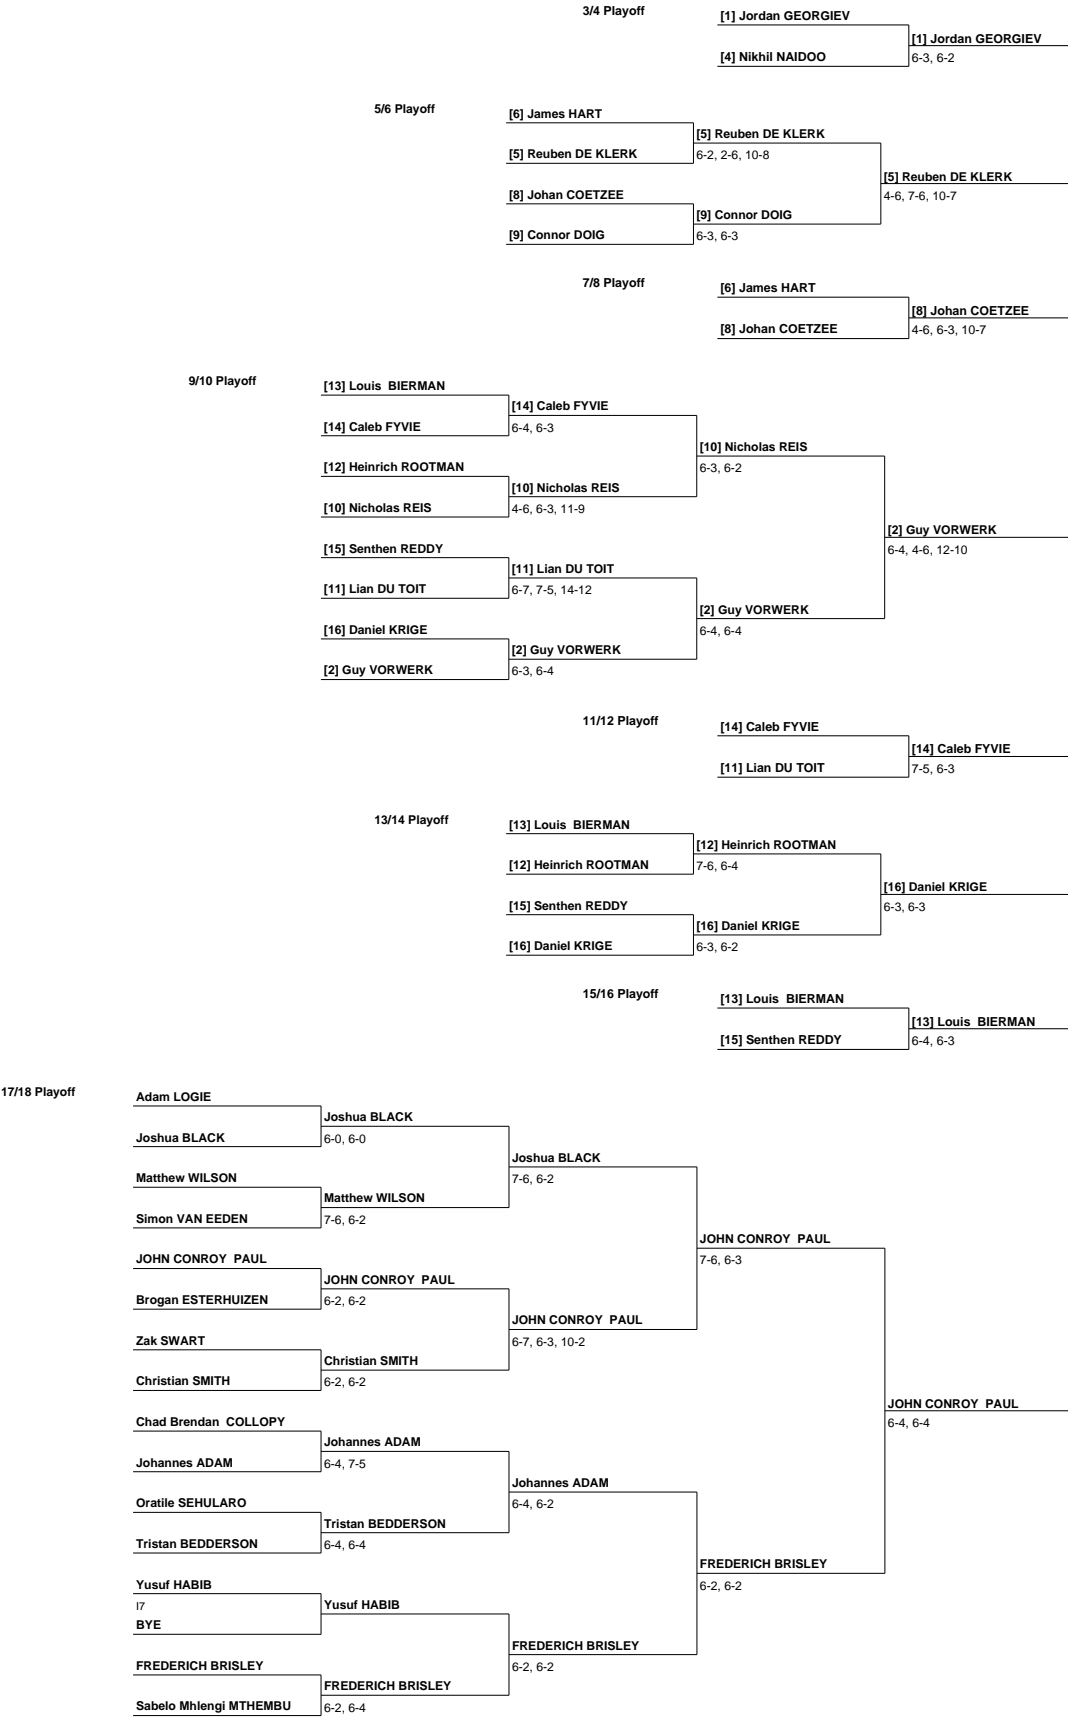 3/4 Playoff
[1] Jordan GEORGIEV
[1] Jordan GEORGIEV
[4] Nikhil NAIDOO
6-3, 6-2
5/6 Playoff
[6] James HART
[5] Reuben DE KLERK
[5] Reuben DE KLERK
6-2, 2-6, 10-8
[5] Reuben DE KLERK
[8] Johan COETZEE
4-6, 7-6, 10-7
[9] Connor DOIG
[9] Connor DOIG
6-3, 6-3
7/8 Playoff
[6] James HART
[8] Johan COETZEE
[8] Johan COETZEE
4-6, 6-3, 10-7
9/10 Playoff
[13] Louis  BIERMAN
[14] Caleb FYVIE
[14] Caleb FYVIE
6-4, 6-3
[10] Nicholas REIS
[12] Heinrich ROOTMAN
6-3, 6-2
[10] Nicholas REIS
[10] Nicholas REIS
4-6, 6-3, 11-9
[2] Guy VORWERK
[15] Senthen REDDY
6-4, 4-6, 12-10
[11] Lian DU TOIT
[11] Lian DU TOIT
6-7, 7-5, 14-12
[2] Guy VORWERK
[16] Daniel KRIGE
6-4, 6-4
[2] Guy VORWERK
[2] Guy VORWERK
6-3, 6-4
11/12 Playoff
[14] Caleb FYVIE
[14] Caleb FYVIE
[11] Lian DU TOIT
7-5, 6-3
13/14 Playoff
[13] Louis  BIERMAN
[12] Heinrich ROOTMAN
[12] Heinrich ROOTMAN
7-6, 6-4
[16] Daniel KRIGE
[15] Senthen REDDY
6-3, 6-3
[16] Daniel KRIGE
[16] Daniel KRIGE
6-3, 6-2
15/16 Playoff
[13] Louis  BIERMAN
[13] Louis  BIERMAN
[15] Senthen REDDY
6-4, 6-3
17/18 Playoff
Adam LOGIE
Joshua BLACK
Joshua BLACK
6-0, 6-0
Joshua BLACK
Matthew WILSON
7-6, 6-2
Matthew WILSON
Simon VAN EEDEN
7-6, 6-2
JOHN CONROY  PAUL
JOHN CONROY  PAUL
7-6, 6-3
JOHN CONROY  PAUL
Brogan ESTERHUIZEN
6-2, 6-2
JOHN CONROY  PAUL
Zak SWART
6-7, 6-3, 10-2
Christian SMITH
Christian SMITH
6-2, 6-2
JOHN CONROY  PAUL
Chad Brendan  COLLOPY
6-4, 6-4
Johannes ADAM
Johannes ADAM
6-4, 7-5
Johannes ADAM
Oratile SEHULARO
6-4, 6-2
Tristan BEDDERSON
Tristan BEDDERSON
6-4, 6-4
FREDERICH BRISLEY
Yusuf HABIB
6-2, 6-2
I7
Yusuf HABIB
BYE
FREDERICH BRISLEY
FREDERICH BRISLEY
6-2, 6-2
FREDERICH BRISLEY
Sabelo Mhlengi MTHEMBU
6-2, 6-4